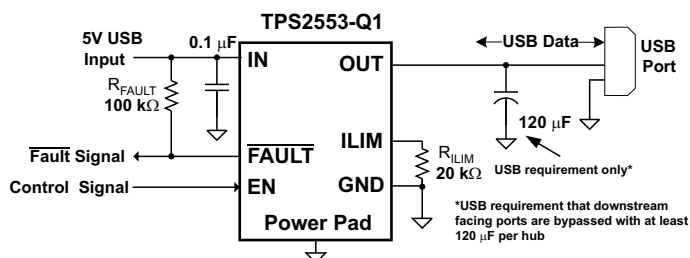 TPS2553-Q1
5V USB
Input
0.1 μF
IN
OUT
USB Data
USB
Port
RFAULT
100 kΩ
120 μF
USB requirement only*
Fault Signal
FAULT
ILIM
RILIM
20 kΩ
Control Signal
EN
GND
Power Pad
*USB requirement that downstream
facing ports are bypassed with at least
120 μF per hub